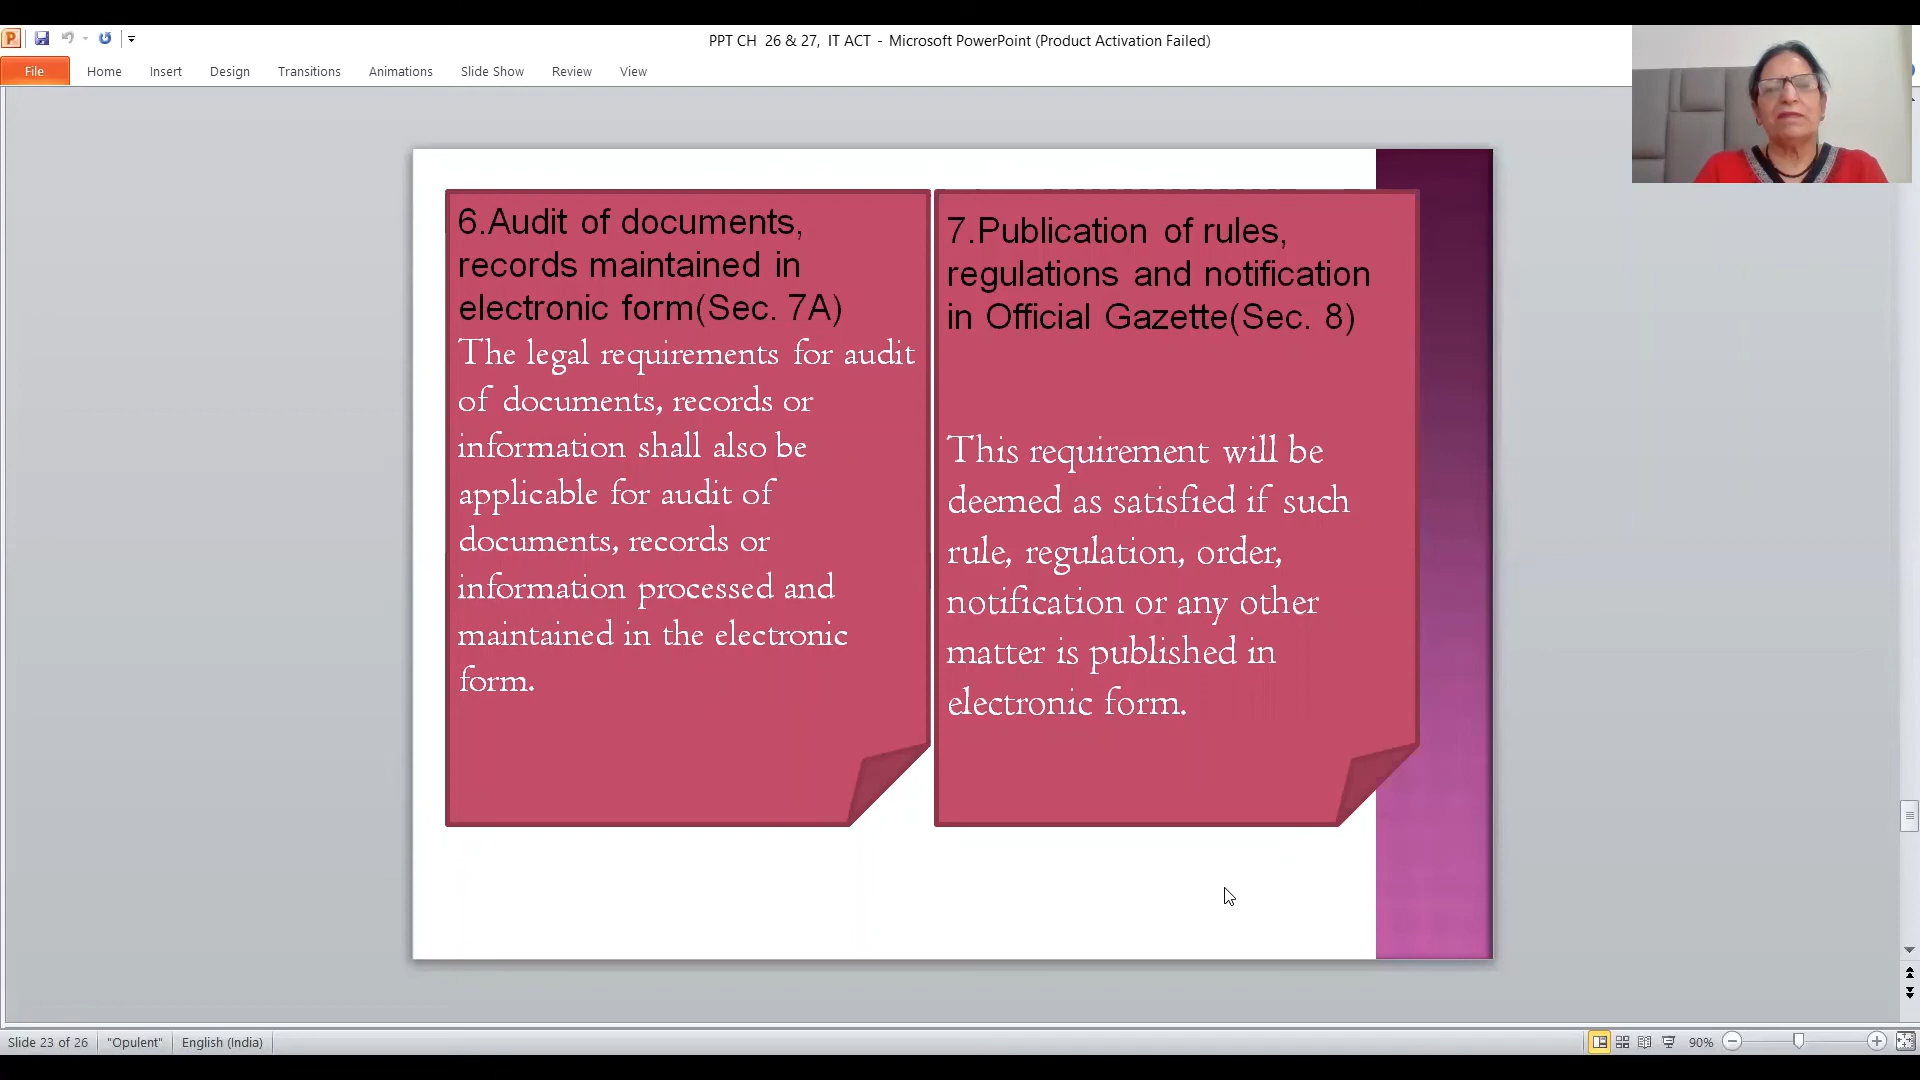 PPT CH 26 & 27, IT ACT - Microsoft PowerPoint (Product Activation Failed)
File Home Insert Design Transitions Animations Slide Show Review View
6.Audit of documents,
records maintained in
electronic form(Sec. 7A)
The legal requirements for audit
of documents, records or
information shall also be
applicable for audit of
documents, records or
information processed and
maintained in the electronic
form.
7.Publication of rules,
regulations and notification
in Official Gazette(Sec. 8)
This requirement will be
deemed as satisfied if such
rule, regulation, order,
notification or any other
matter is published in
electronic form.
Slide 23 of 26 "Opulent" English (India) 90%